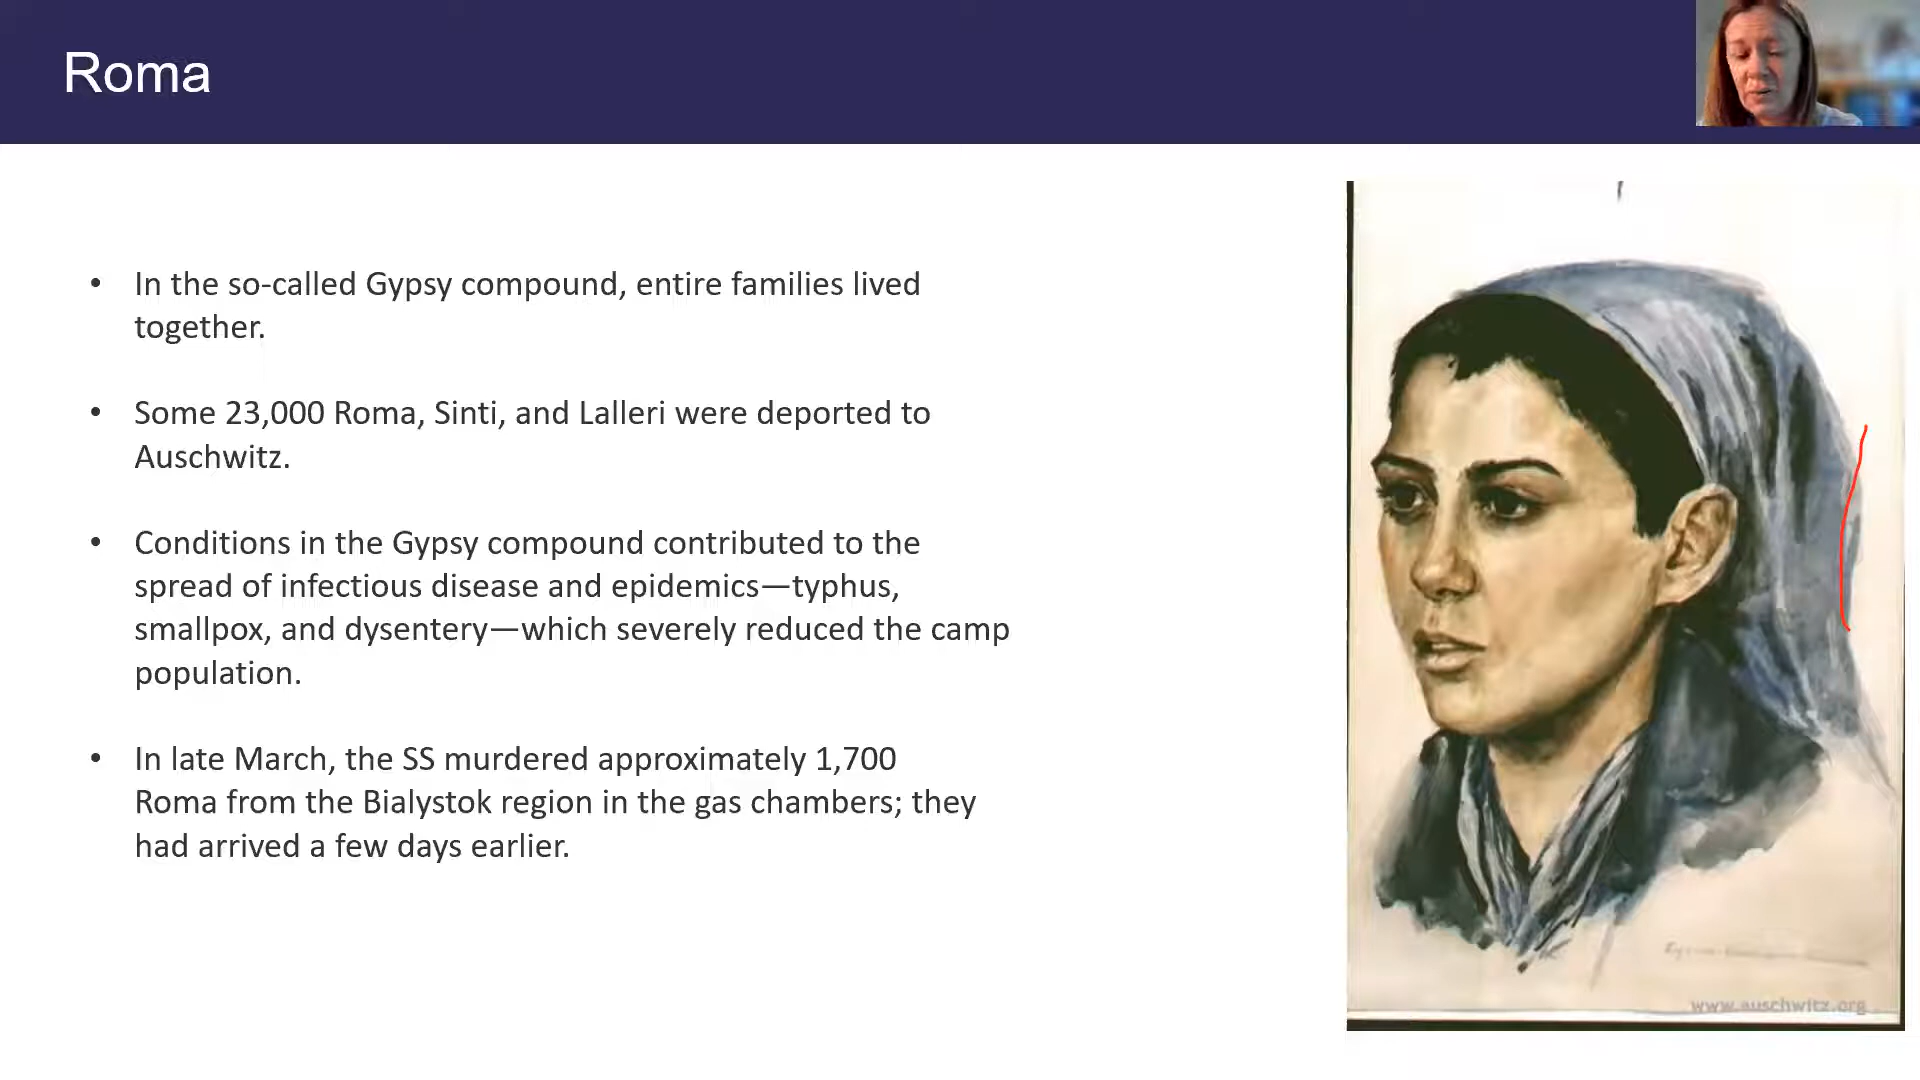 Roma
• In the so-called Gypsy compound, entire families lived
together.
• Some 23,000 Roma, Sinti, and Lalleri were deported to
Auschwitz.
• Conditions in the Gypsy compound contributed to the
spread of infectious disease and epidemics—typhus,
smallpox, and dysentery—which severely reduced the camp
population.
• In late March, the SS murdered approximately 1,700
Roma from the Bialystok region in the gas chambers; they
had arrived a few days earlier.
www.auschwitz.org